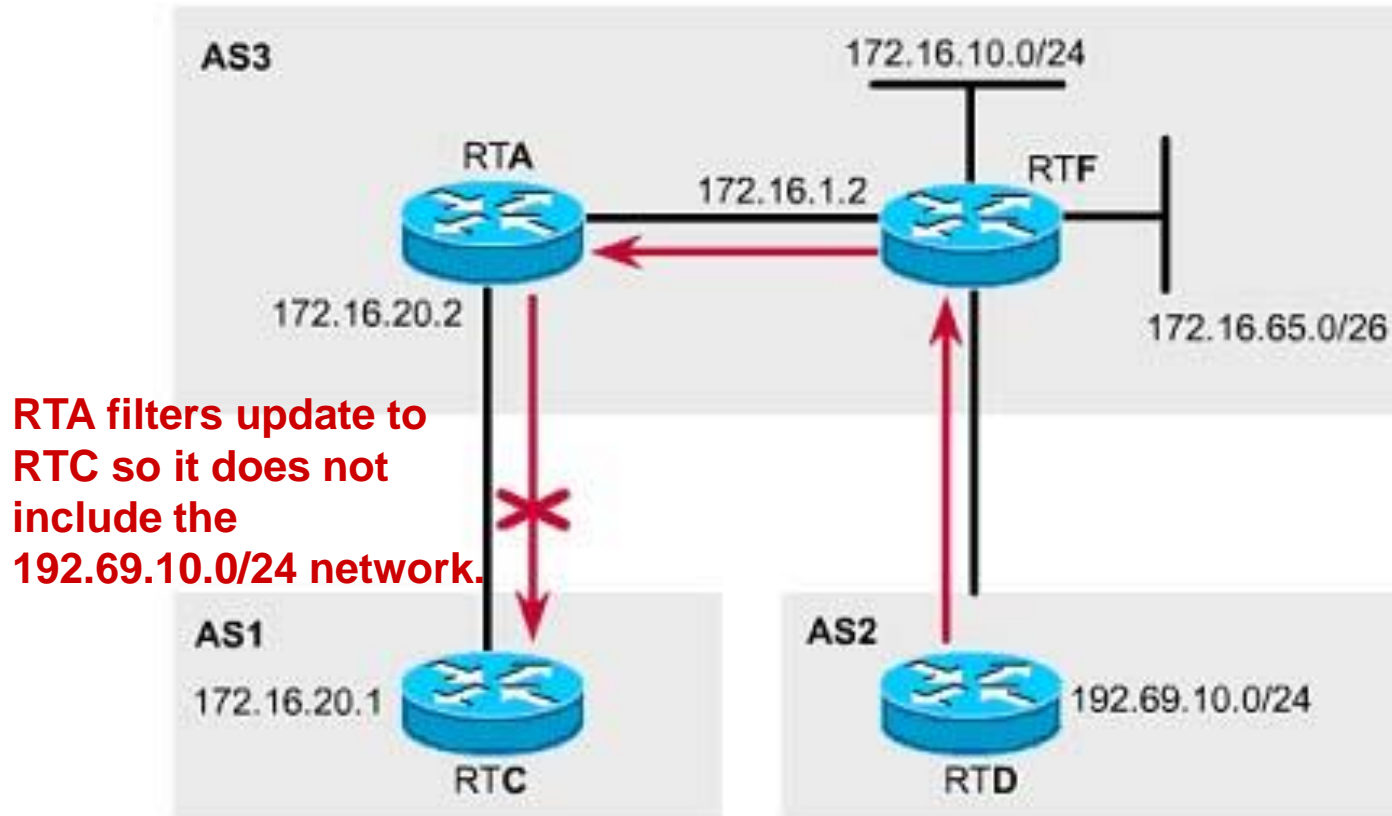 AS3
172.16.10.0/24
RTA
172.16.1.2
RTF
172.16.20.2
172.16.65.0/26
RTA filters update to
RTC so it does not
include the
192.69.10.0/24 network.
AS1
AS2
172.16.20.1
192.69.10.0/24
RTC
RTD